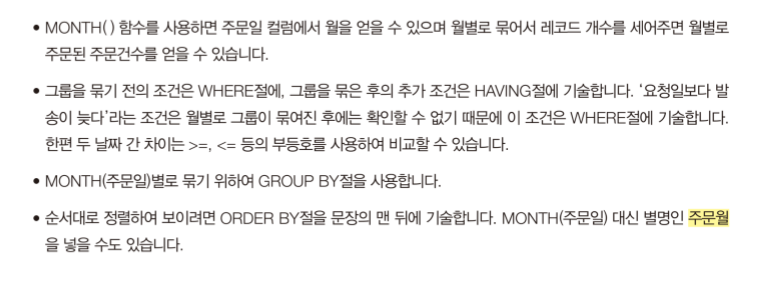 • MONTH( ) 함수를 사용하면 주문일 컬럼에서 월을 얻을 수 있으며 월별로 묶어서 레코드 개수를 세어주면 월별로
주문된 주문건수를 얻을 수 있습니다.
• 그룹을 묶기 전의 조건은 WHERE절에, 그룹을 묶은 후의 추가 조건은 HAVING절에 기술합니다. ‘요청일보다 발
송이 늦다’라는 조건은 월별로 그룹이 묶여진 후에는 확인할 수 없기 때문에 이 조건은 WHERE절에 기술합니다.
한편 두 날짜 간 차이는 >=, <= 등의 부등호를 사용하여 비교할 수 있습니다.
• MONTH(주문일)별로 묶기 위하여 GROUP BY절을 사용합니다.
• 순서대로 정렬하여 보이려면 ORDER BY절을 문장의 맨 뒤에 기술합니다. MONTH(주문일) 대신 별명인 주문월
을 넣을 수도 있습니다.